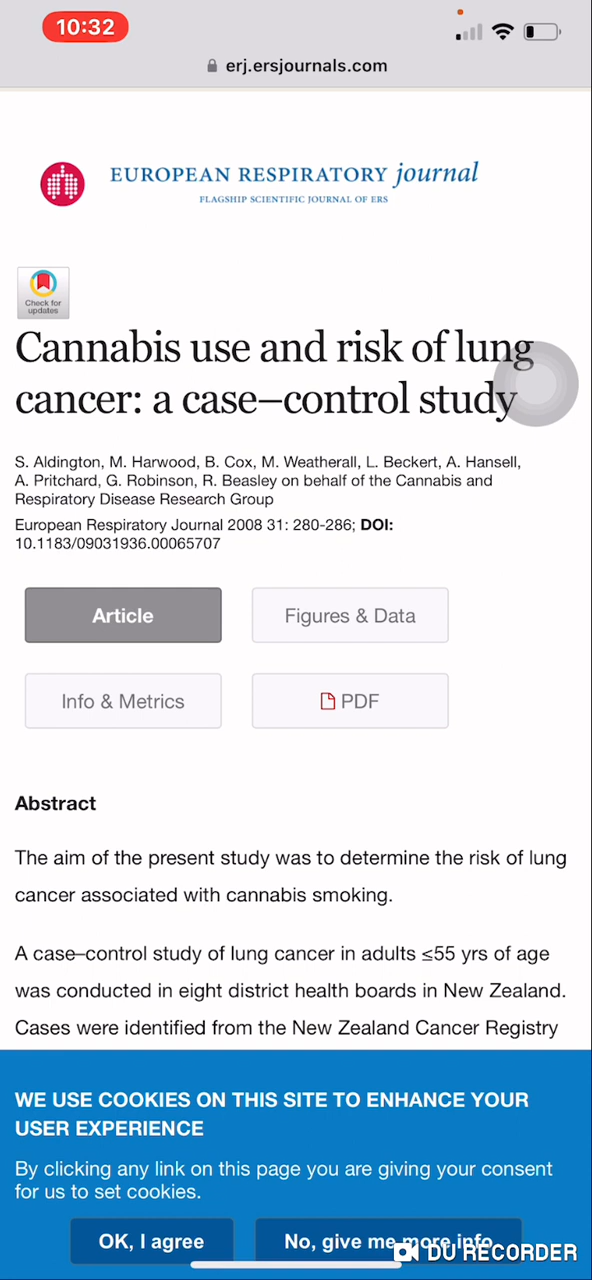 10:32
erj.ersjournals.com
EUROPEAN RESPIRATORY journal
FLAGSHIP SCIENTIFIC JOURNAL OF ERS
Check for
updates
Cannabis use and risk of lung
cancer: a case–control study
S. Aldington, M. Harwood, B. Cox, M. Weatherall, L. Beckert, A. Hansell,
A. Pritchard, G. Robinson, R. Beasley on behalf of the Cannabis and
Respiratory Disease Research Group
European Respiratory Journal 2008 31: 280-286; DOI:
10.1183/09031936.00065707
Article
Figures & Data
Info & Metrics
PDF
Abstract
The aim of the present study was to determine the risk of lung
cancer associated with cannabis smoking.
A case–control study of lung cancer in adults ≤55 yrs of age
was conducted in eight district health boards in New Zealand.
Cases were identified from the New Zealand Cancer Registry
WE USE COOKIES ON THIS SITE TO ENHANCE YOUR
USER EXPERIENCE
By clicking any link on this page you are giving your consent
for us to set cookies.
OK, I agree
No, give me more info
DU RECORDER